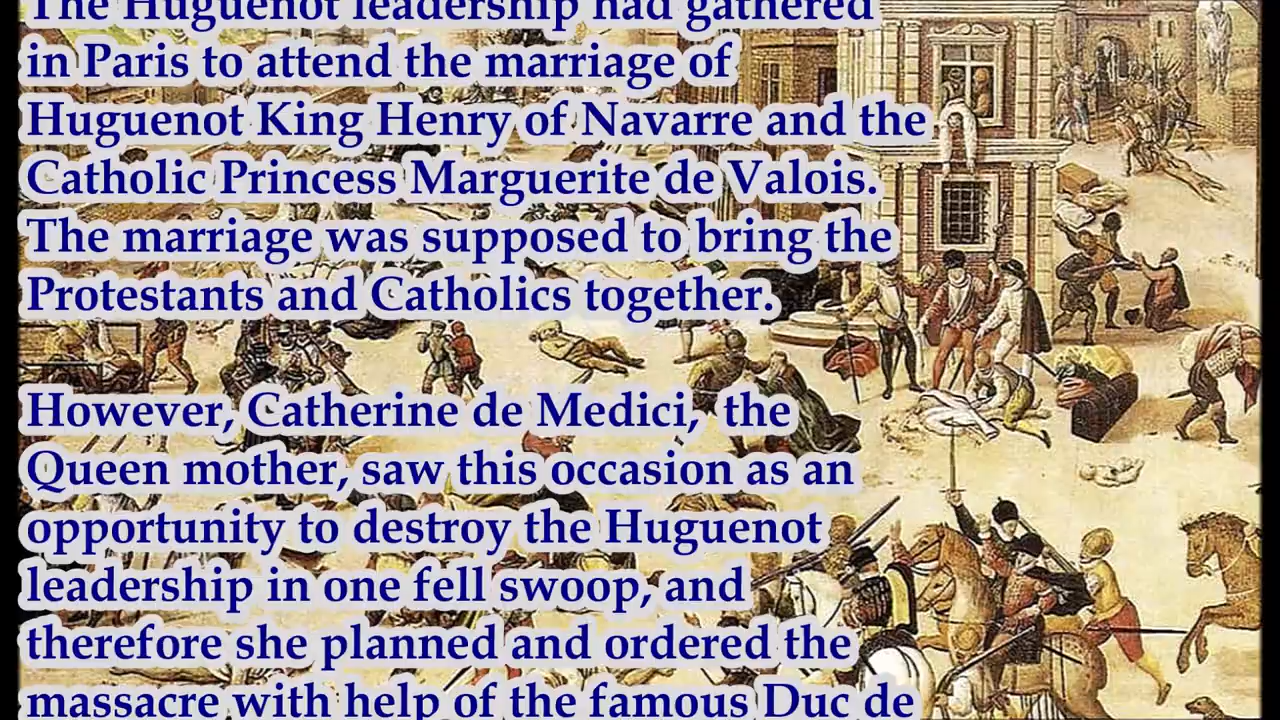 The Huguenot leadership had gathered
in Paris to attend the marriage of
Huguenot King Henry of Navarre and the
Catholic Princess Marguerite de Valois.
The marriage was supposed to bring the
Protestants and Catholics together.
However, Catherine de Medici, the
Queen mother, saw this occasion as an
opportunity to destroy the Huguenot
leadership in one fell swoop, and
therefore she planned and ordered the
massacre with help of the famous Duc de